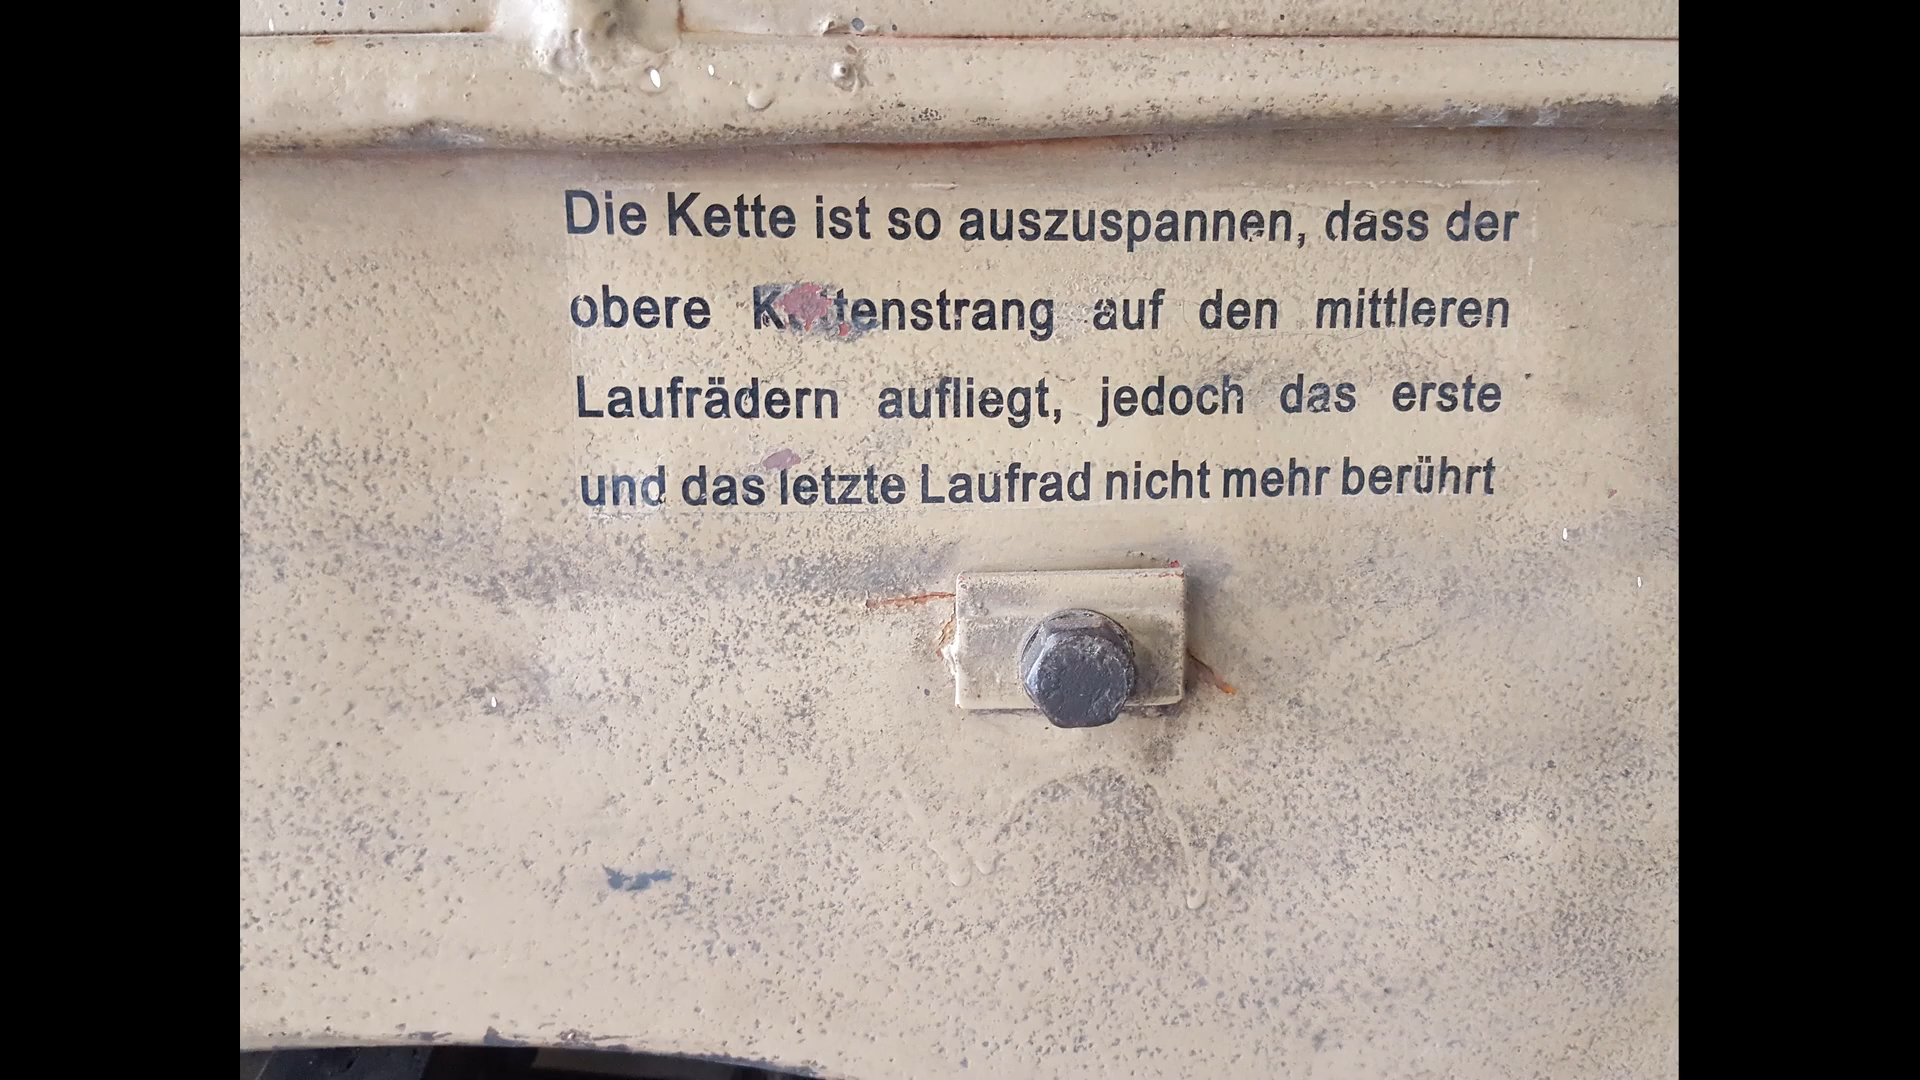 Die Kette ist so auszuspannen, dass der
obere Kettenstrang auf den mittleren
Laufrädern aufliegt, jedoch das erste
und das letzte Laufrad nicht mehr berührt